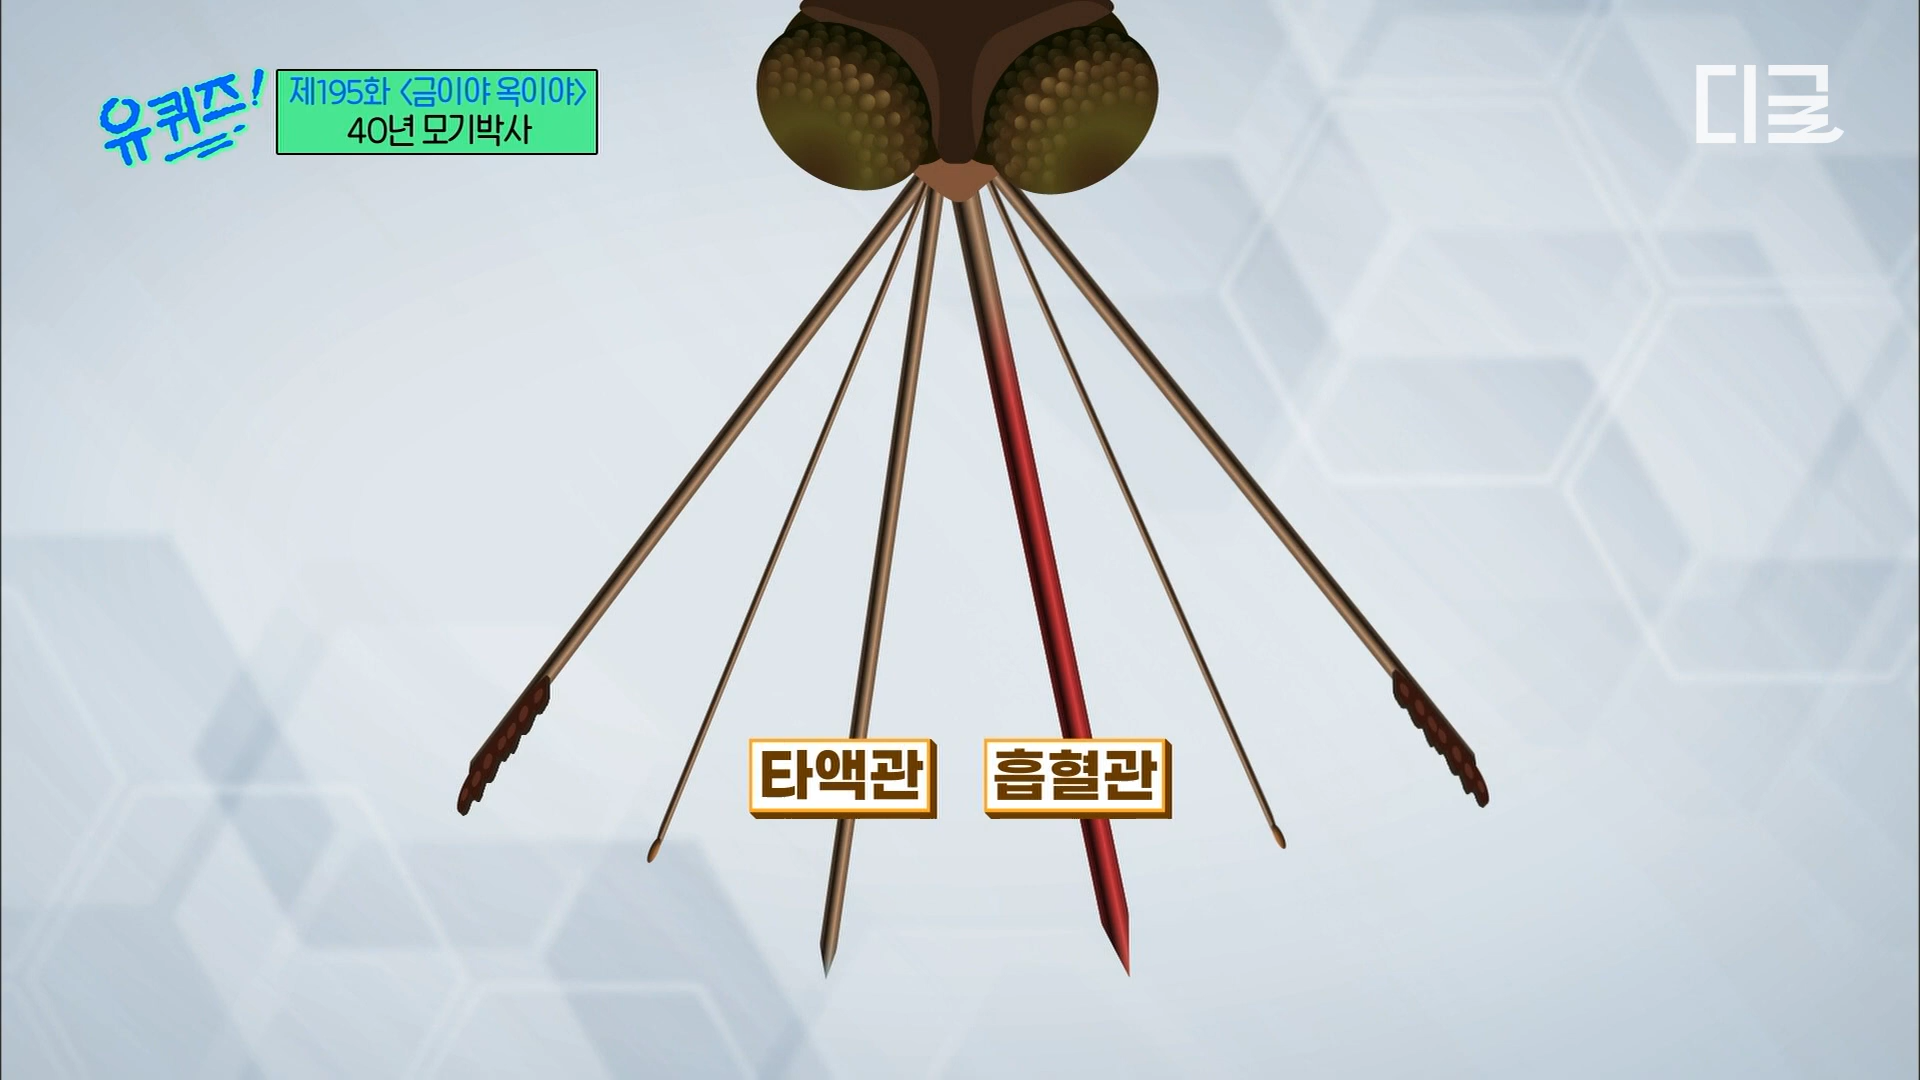 유퀴즈!
제195화 <금이야 옥이야>
40년 모기박사
디글
타액관
흡혈관